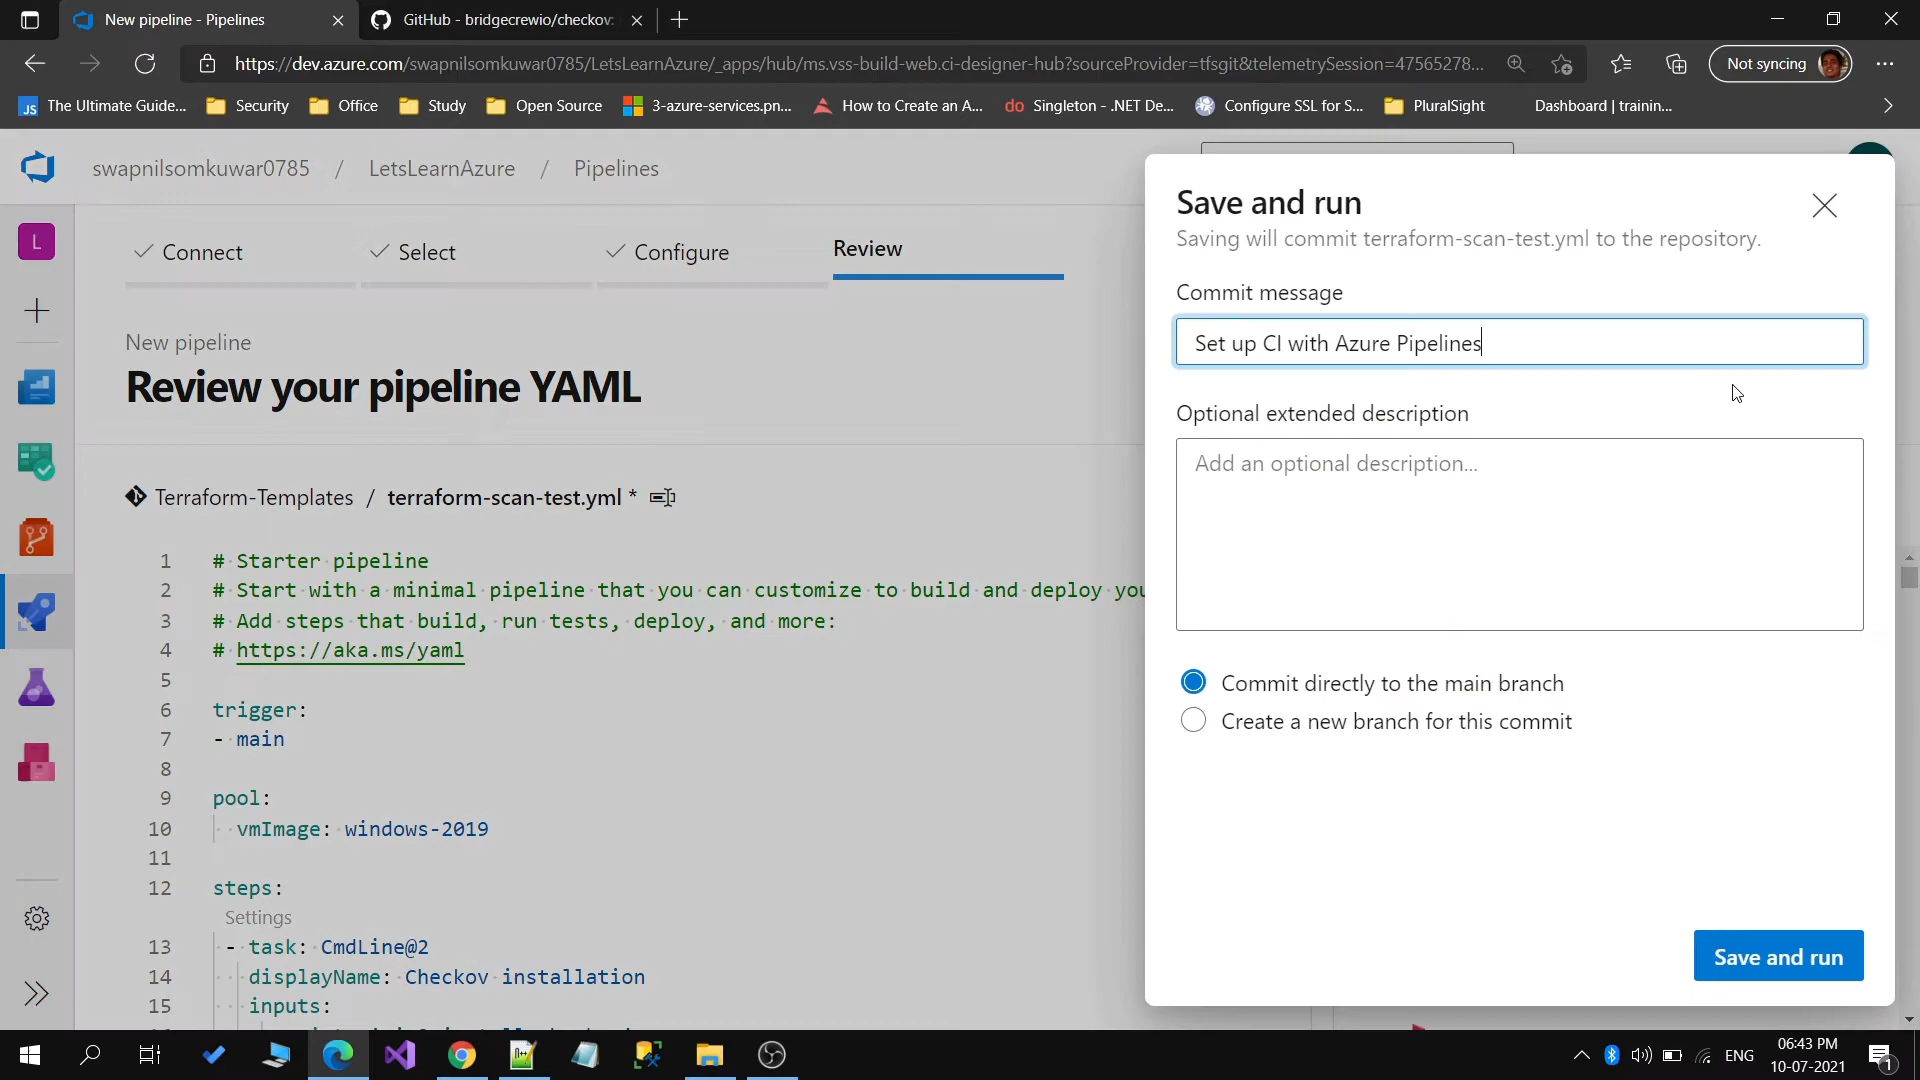 New pipeline - Pipelines
GitHub - bridgecrewio/checkov:
https://dev.azure.com/swapnilsomkuwar0785/LetsLearnAzure/_apps/hub/ms.vss-build-web.ci-designer-hub?sourceProvider=tfsgit&telemetrySession=47565278...
Not syncing
JS The Ultimate Guide...
Security
Office
Study
Open Source
3-azure-services.pn...
How to Create an A...
do Singleton - .NET De...
Configure SSL for S...
PluralSight
Dashboard | trainin...
swapnilsomkuwar0785 / LetsLearnAzure / Pipelines
L
Connect
Select
Configure
Review
New pipeline
Review your pipeline YAML
Terraform-Templates / terraform-scan-test.yml *
1 # Starter pipeline
2 # Start with a minimal pipeline that you can customize to build and deploy you
3 # Add steps that build, run tests, deploy, and more:
4 # https://aka.ms/yaml
5
6 trigger:
7 - main
8
9 pool:
10 vmImage: windows-2019
11
12 steps:
Settings
13 - task: CmdLine@2
14 displayName: Checkov installation
15 inputs:
Save and run
Saving will commit terraform-scan-test.yml to the repository.
Commit message
Set up CI with Azure Pipelines
Optional extended description
Add an optional description...
Commit directly to the main branch
Create a new branch for this commit
Save and run
ENG
06:43 PM
10-07-2021
1